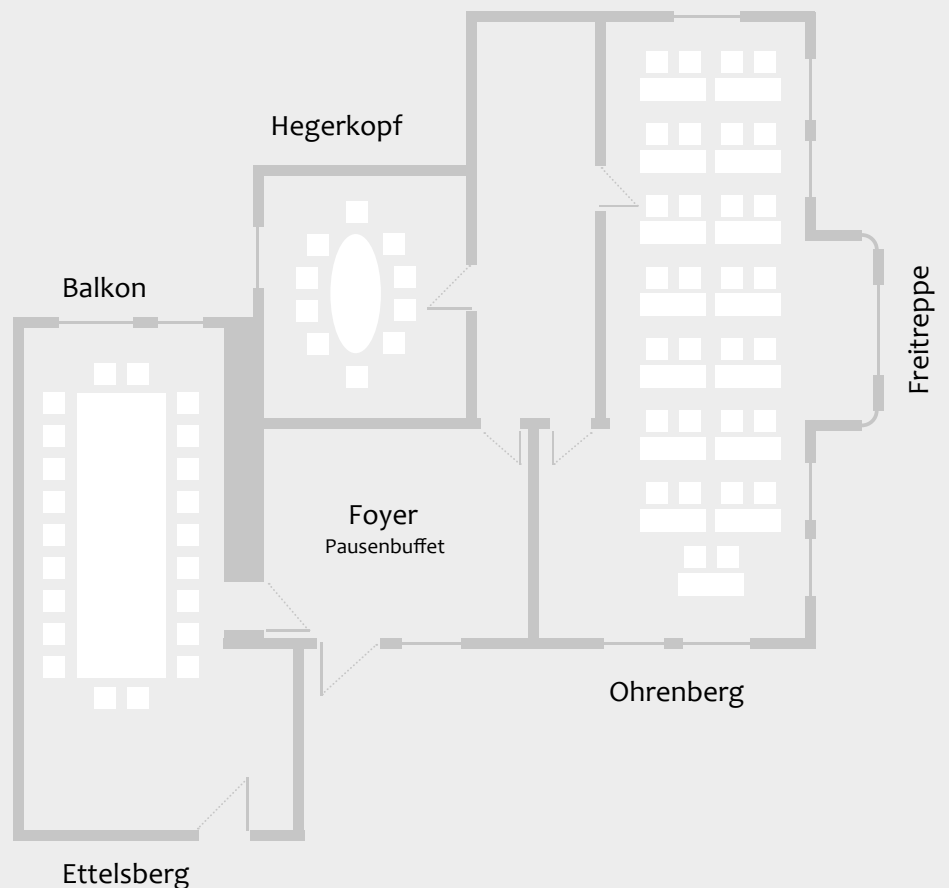 Hegerkopf
Balkon
Freitreppe
Foyer
Pausenbuffet
Ohrenberg
Ettelsberg